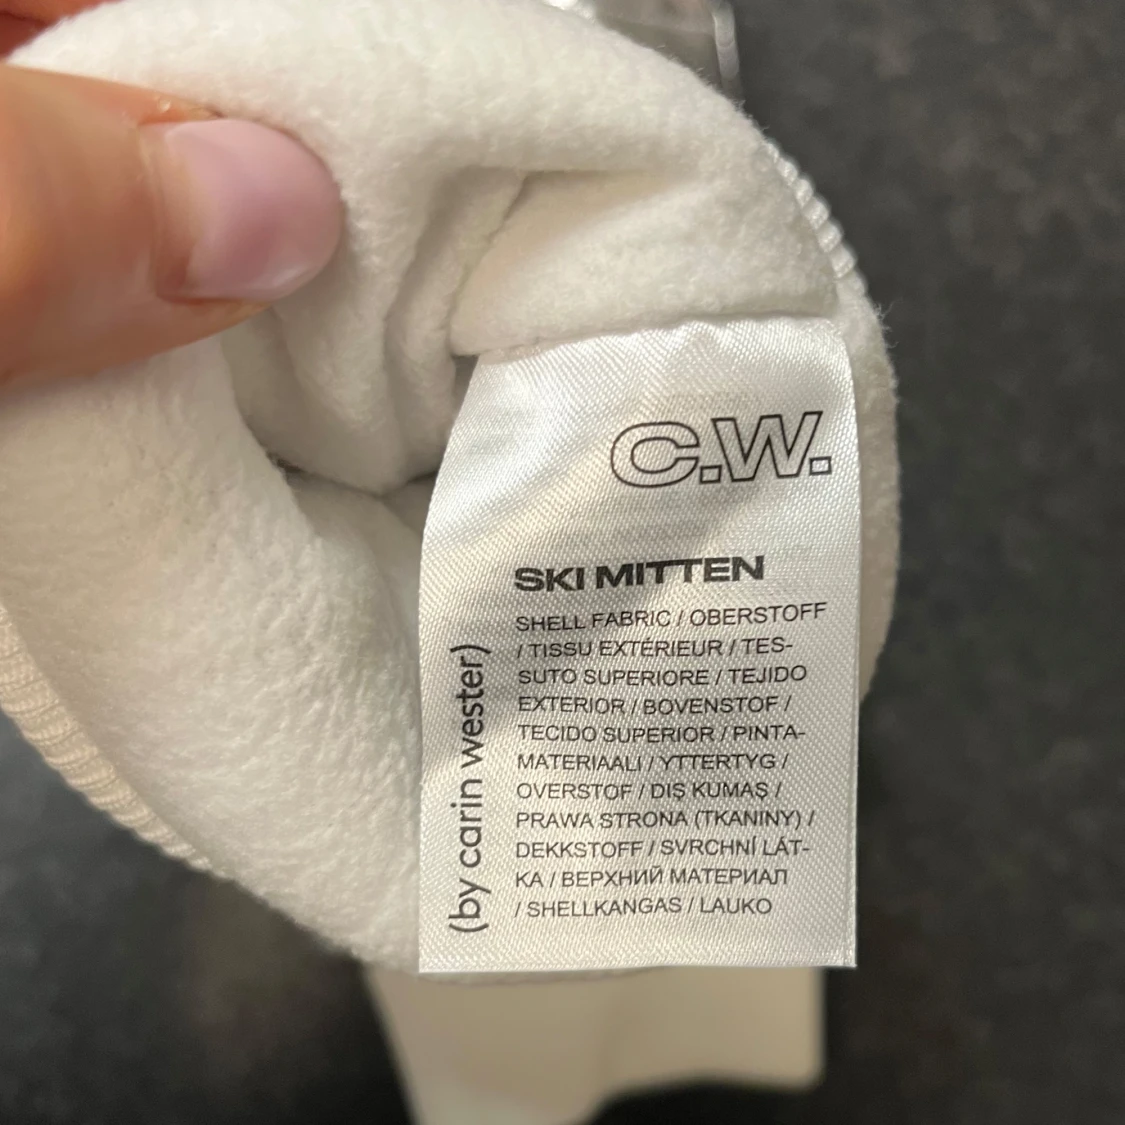 C.W.
SKI MITTEN
SHELL FABRIC / OBERSTOFF
/ TISSU EXTÉRIEUR / TES-
SUTO SUPERIORE / TEJIDO
EXTERIOR / BOVENSTOF /
TECIDO SUPERIOR / PINTA-
MATERIAALI / YTTERTYG /
OVERSTOF / DIŞ KUMAŞ /
PRAWA STRONA (TKANINY) /
DEKKSTOFF / SVRCHNÍ LÁT-
KA / ВЕРХНИЙ МАТЕРИАЛ
/ SHELLKANGAS / LAUKO
(by carin wester)